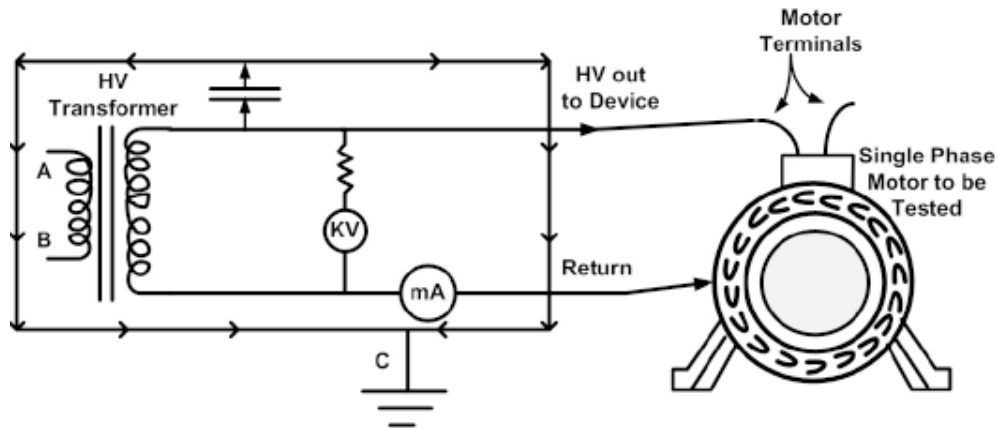 HV
Transformer
A
B
KV
mA
C
HV out
to Device
Return
Motor
Terminals
Single Phase
Motor to be
Tested